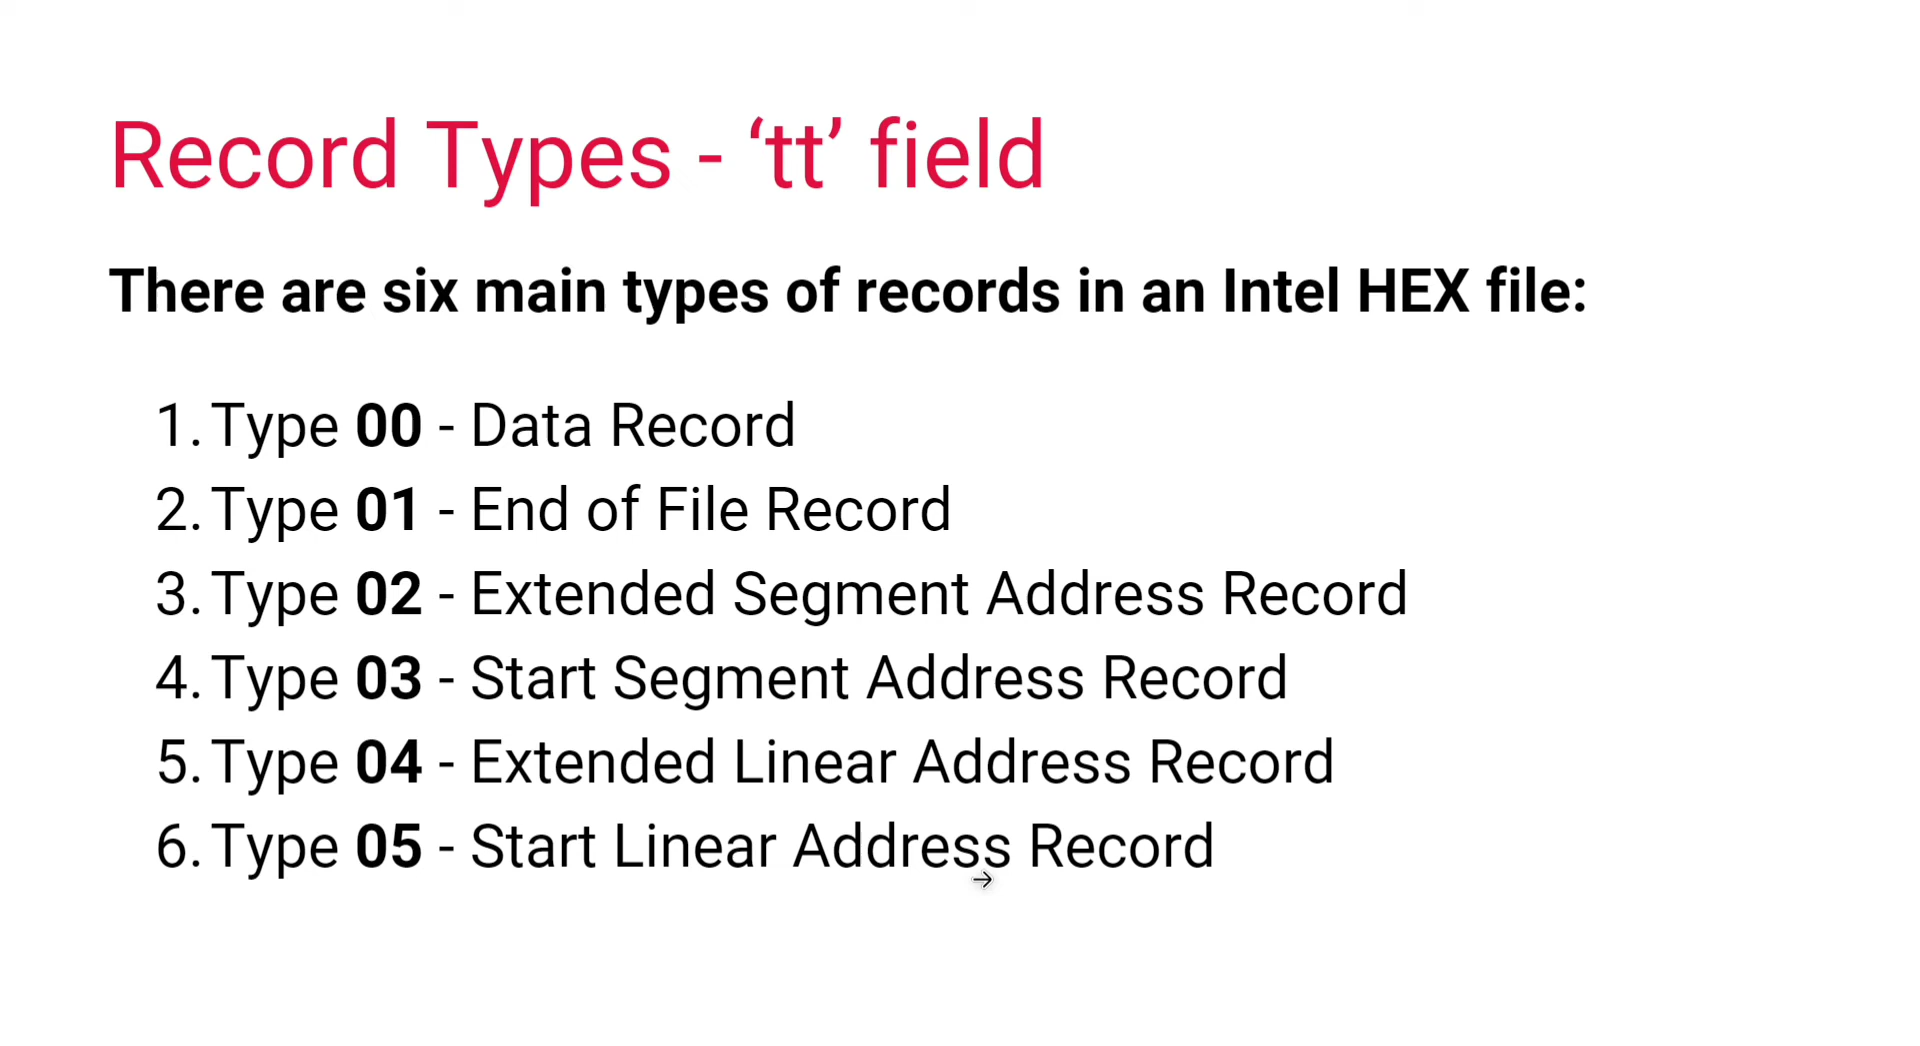 Record Types - ‘tt’ field
There are six main types of records in an Intel HEX file:
1. Type 00 - Data Record
2. Type 01 - End of File Record
3. Type 02 - Extended Segment Address Record
4. Type 03 - Start Segment Address Record
5. Type 04 - Extended Linear Address Record
6. Type 05 - Start Linear Address Record